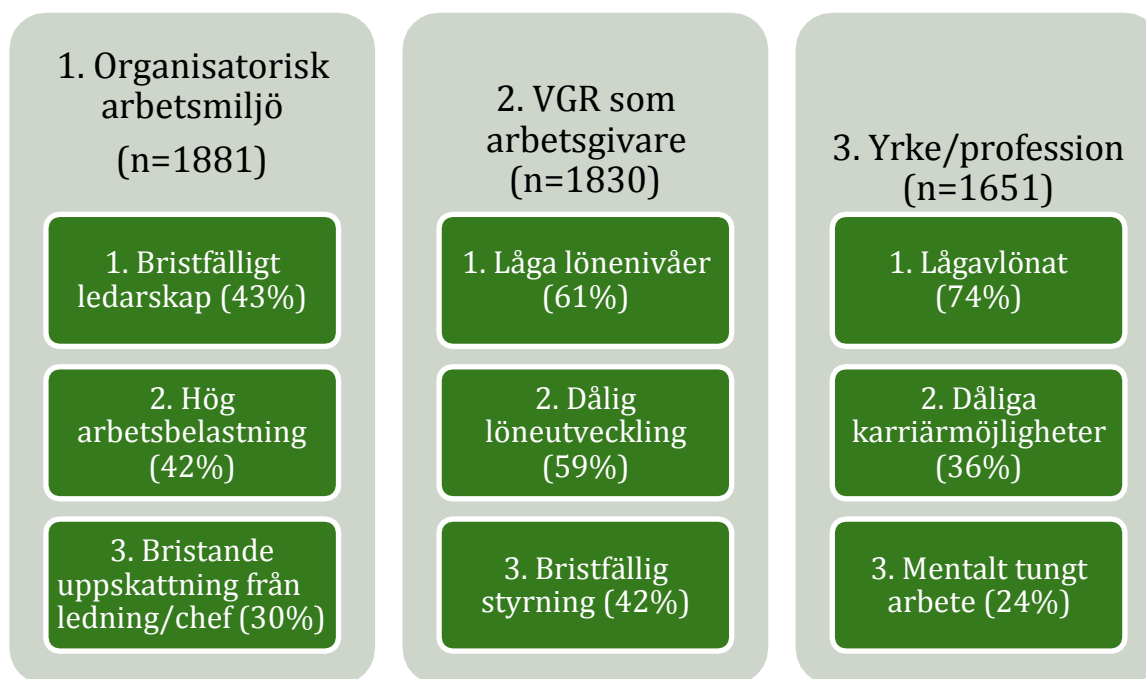 1. Organisatorisk
arbetsmiljö
(n=1881)
1. Bristfälligt
ledarskap (43%)
2. Hög
arbetsbelastning
(42%)
3. Bristande
uppskattning från
ledning/chef (30%)
2. VGR som
arbetsgivare
(n=1830)
1. Låga lönenivåer
(61%)
2. Dålig
löneutveckling
(59%)
3. Bristfällig
styrning (42%)
3. Yrke/profession
(n=1651)
1. Lågavlönat
(74%)
2. Dåliga
karriärmöjligheter
(36%)
3. Mentalt tungt
arbete (24%)